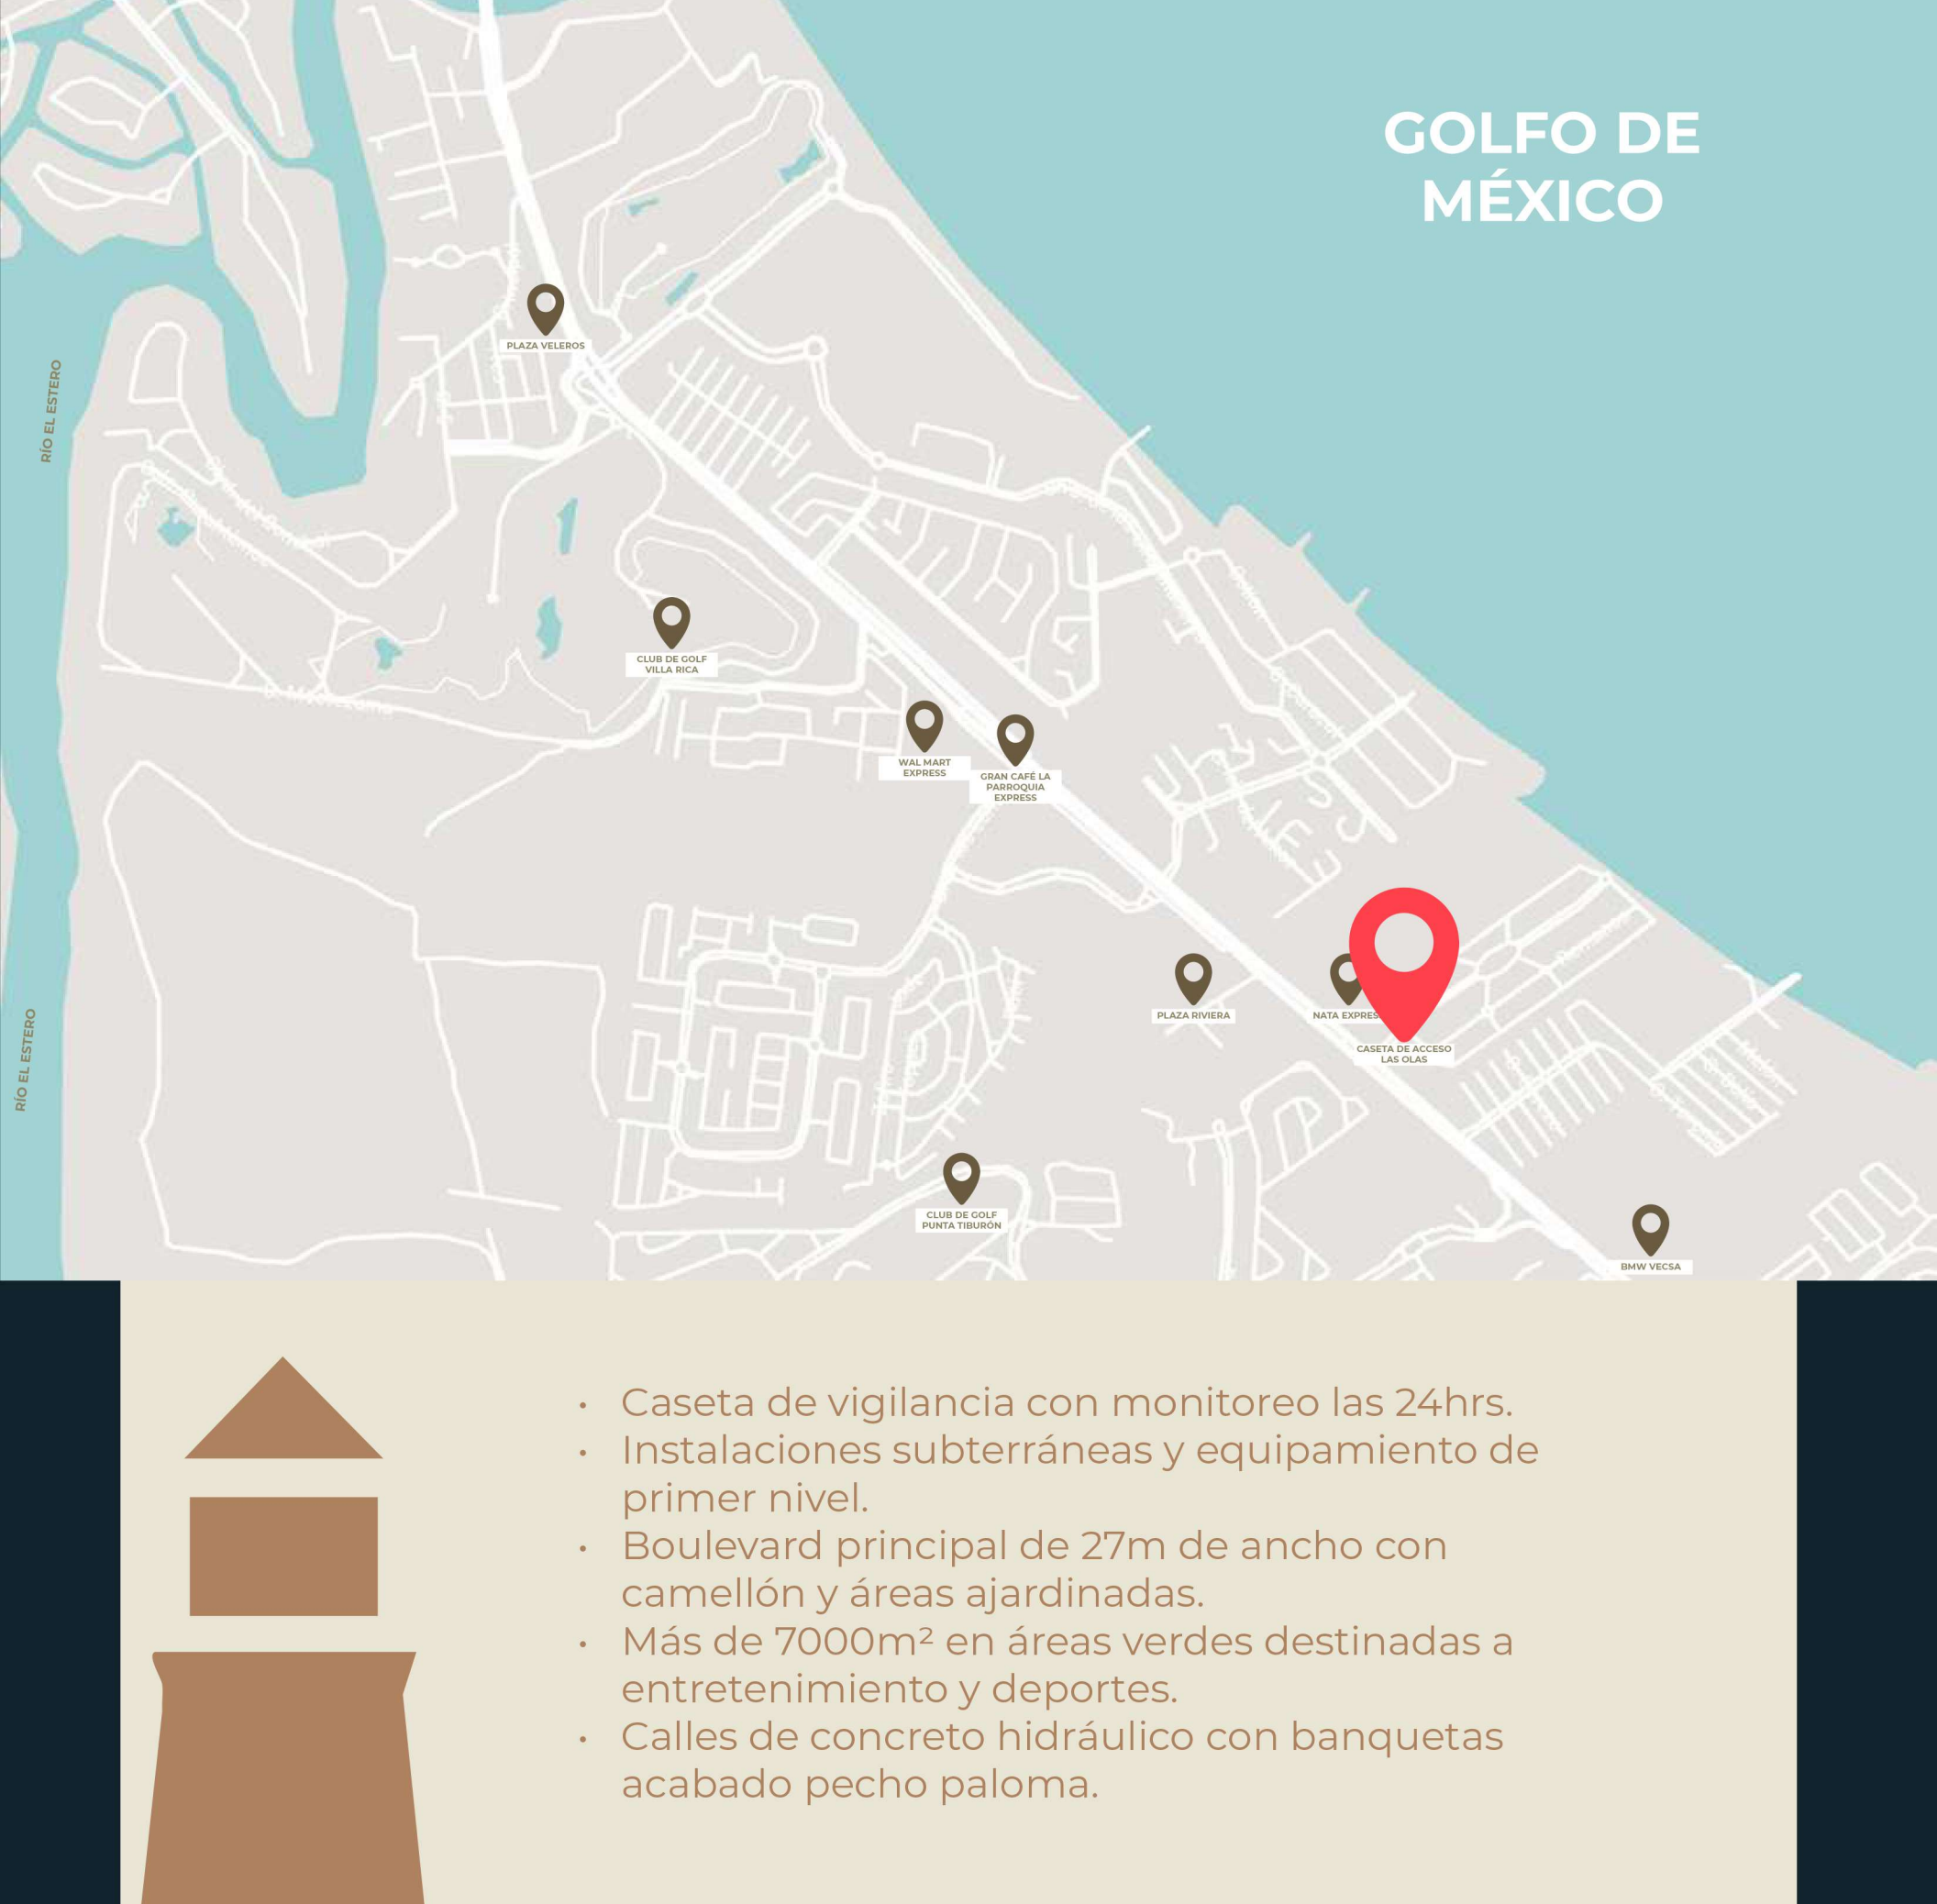 GOLFO DE
MÉXICO
PLAZA VELEROS
RÍO EL ESTERO
CLUB DE GOLF
VILLA RICA
WAL MART
EXPRESS
GRAN CAFÉ LA
PARROQUIA
EXPRESS
PLAZA RIVIERA
NATA EXPRES
CASETA DE ACCESO
LAS OLAS
RÍO EL ESTERO
CLUB DE GOLF
PUNTA TIBURÓN
BMW VECSA
• Caseta de vigilancia con monitoreo las 24hrs.
• Instalaciones subterráneas y equipamiento de
primer nivel.
• Boulevard principal de 27m de ancho con
camellón y áreas ajardinadas.
• Más de 7000m² en áreas verdes destinadas a
entretenimiento y deportes.
• Calles de concreto hidráulico con banquetas
acabado pecho paloma.